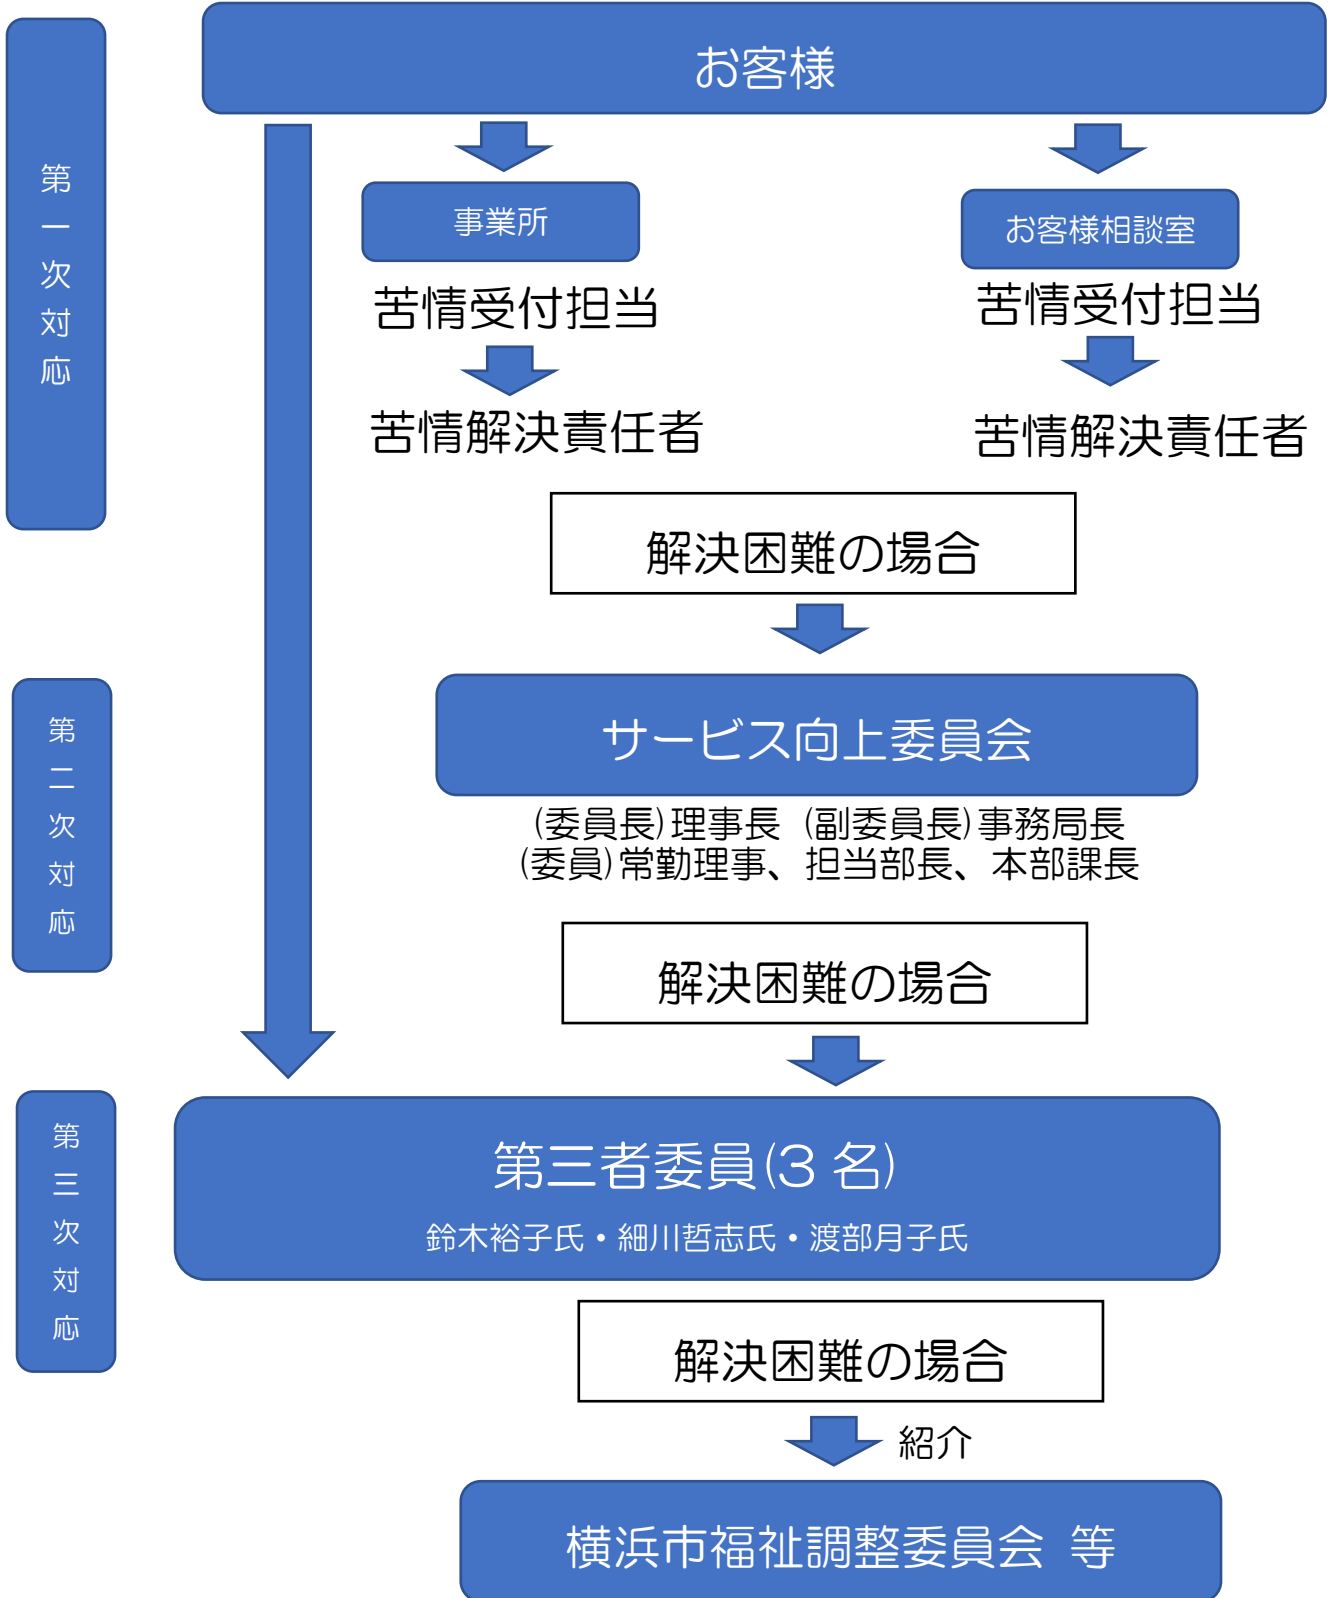 お客様
第一次対応
事業所
お客様相談室
苦情受付担当
苦情受付担当
苦情解決責任者
苦情解決責任者
解決困難の場合
第二次対応
サービス向上委員会
(委員長)理事長 (副委員長)事務局長
(委員)常勤理事、担当部長、本部課長
解決困難の場合
第三次対応
第三者委員(3 名)
鈴木裕子氏・細川哲志氏・渡部月子氏
解決困難の場合
紹介
横浜市福祉調整委員会 等